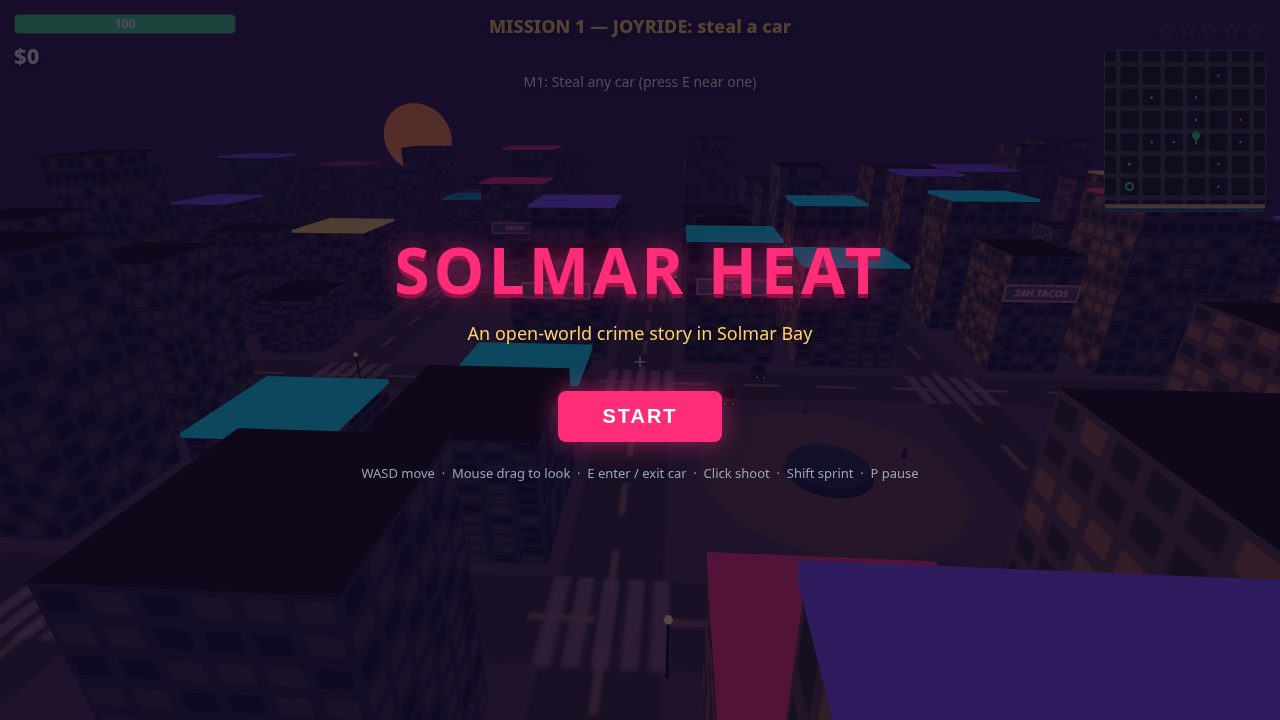 100
MISSION 1 — JOYRIDE: steal a car
☆☆☆☆☆
$0
M1: Steal any car (press E near one)
NEON
SOLMAR HEAT
24H TACOS
An open-world crime story in Solmar Bay
START
WASD move · Mouse drag to look · E enter / exit car · Click shoot · Shift sprint · P pause